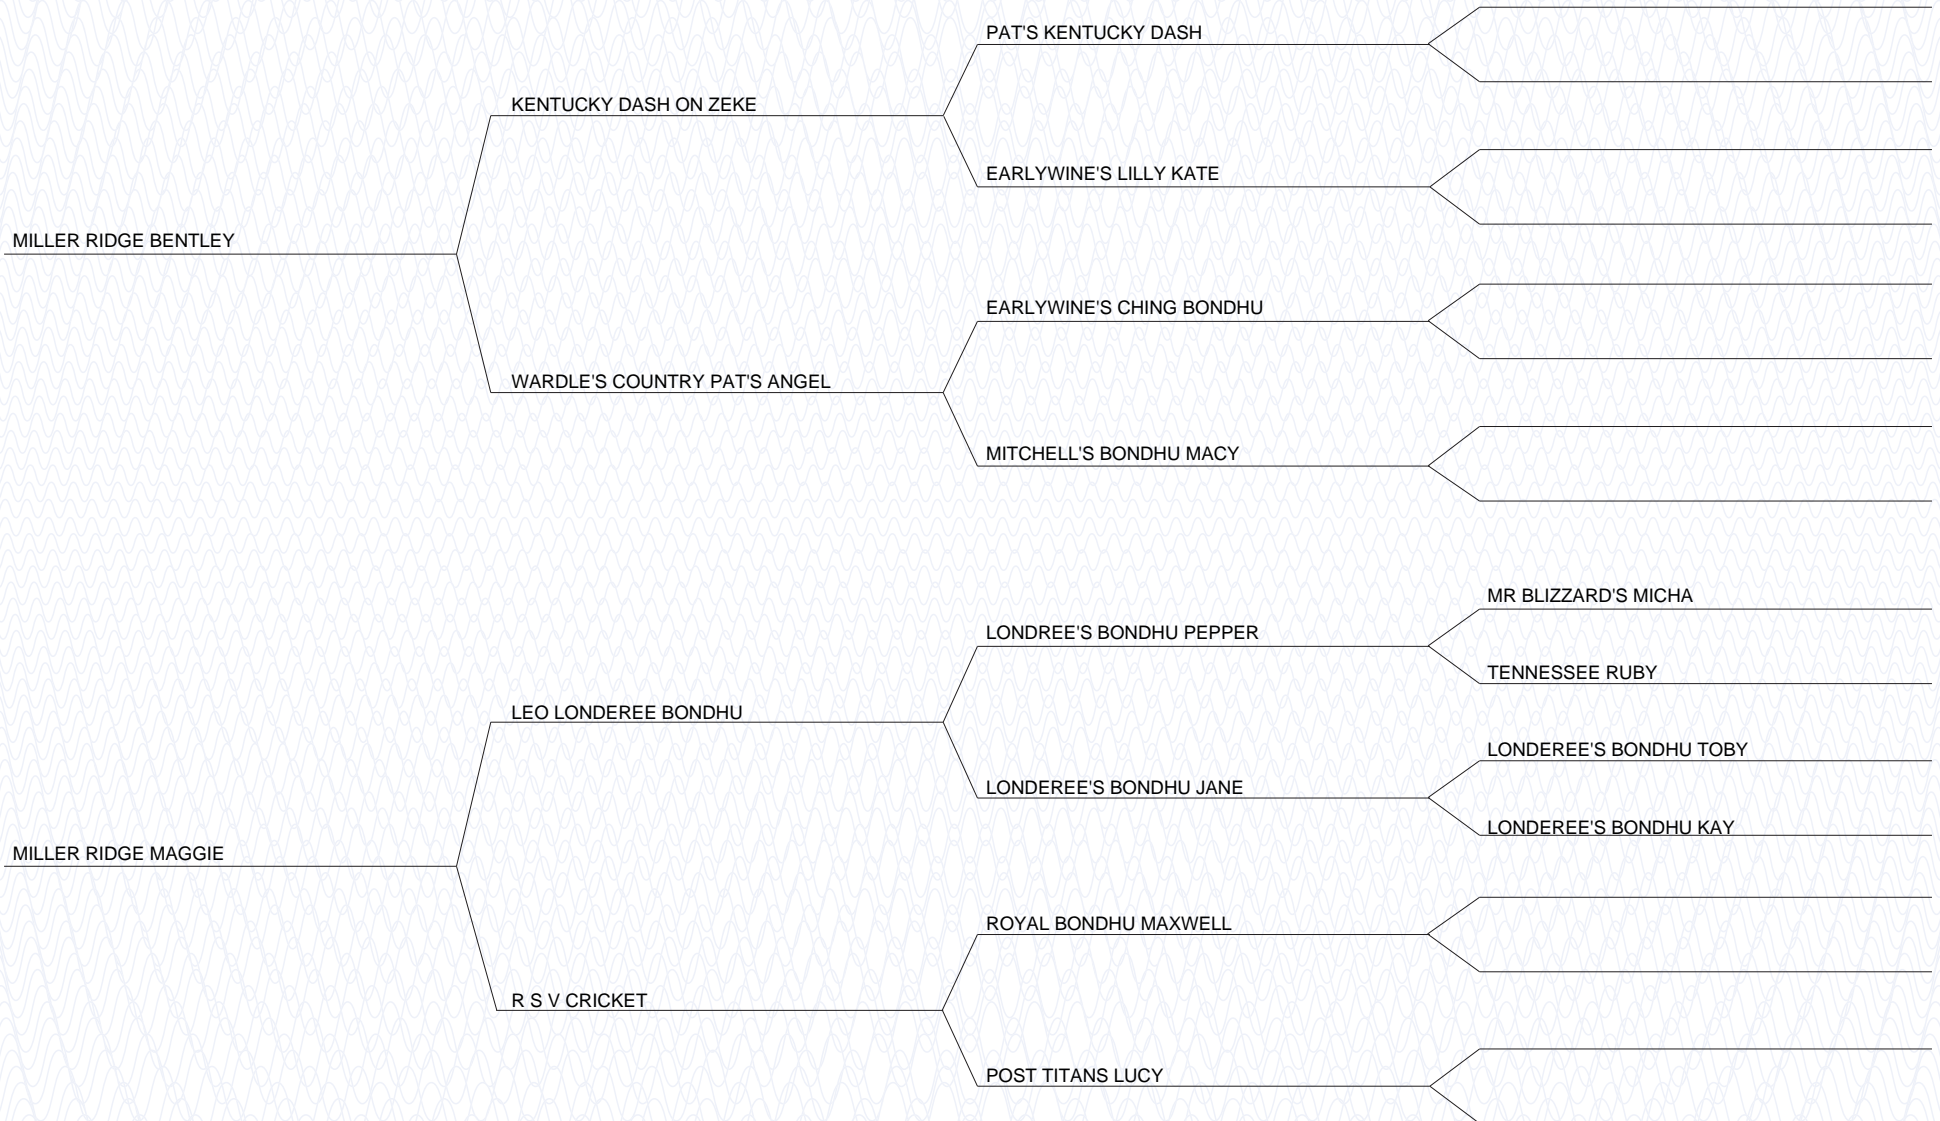 PAT'S KENTUCKY DASH
KENTUCKY DASH ON ZEKE
EARLYWINE'S LILLY KATE
MILLER RIDGE BENTLEY
EARLYWINE'S CHING BONDHU
WARDLE'S COUNTRY PAT'S ANGEL
MITCHELL'S BONDHU MACY
MR BLIZZARD'S MICHA
LONDREE'S BONDHU PEPPER
TENNESSEE RUBY
LEO LONDEREE BONDHU
LONDEREE'S BONDHU TOBY
LONDEREE'S BONDHU JANE
LONDEREE'S BONDHU KAY
MILLER RIDGE MAGGIE
ROYAL BONDHU MAXWELL
R S V CRICKET
POST TITANS LUCY